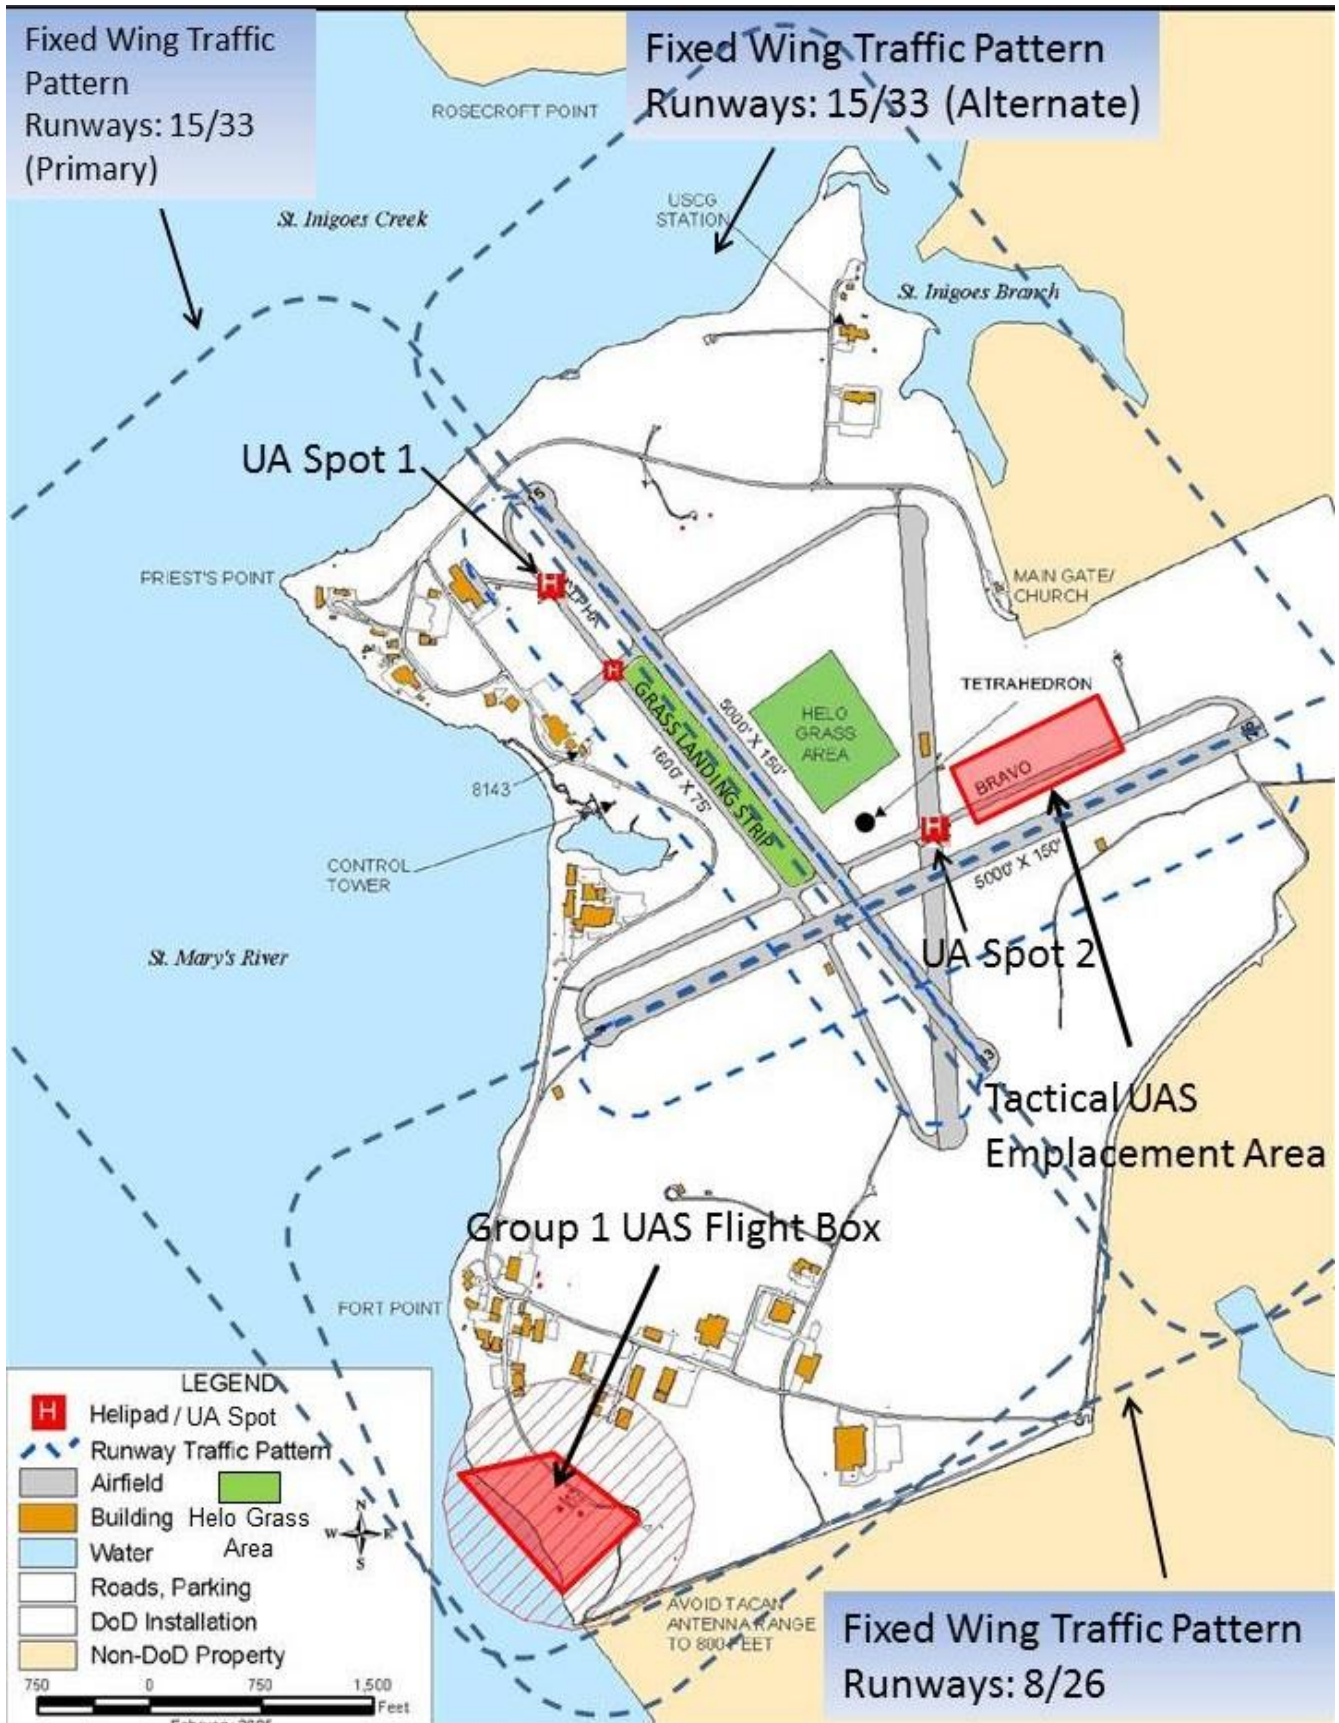 Fixed Wing Traffic
Pattern
Runways: 15/33
(Primary)
Fixed Wing Traffic Pattern
Runways: 15/33 (Alternate)
ROSECROFT POINT
USCG
STATION
St. Inigoes Creek
St. Inigoes Branch
UA Spot 1
15
PRIEST'S POINT
MAIN GATE/
CHURCH
H
H
GRASS LANDING STRIP
5000' X 150'
1600' X 75'
HELO
GRASS
AREA
TETRAHEDRON
BRAVO
26
8143
CONTROL
TOWER
H
5000' X 150'
UA Spot 2
St. Mary's River
33
Tactical UAS
Emplacement Area
Group 1 UAS Flight Box
FORT POINT
AVOID TACAN
ANTENNA RANGE
TO 800 FEET
Fixed Wing Traffic Pattern
Runways: 8/26
LEGEND
H Helipad / UA Spot
Runway Traffic Pattern
Airfield
Building Helo Grass
Area
Water
Roads, Parking
DoD Installation
Non-DoD Property
N
W E
S
750 0 750 1,500
Feet